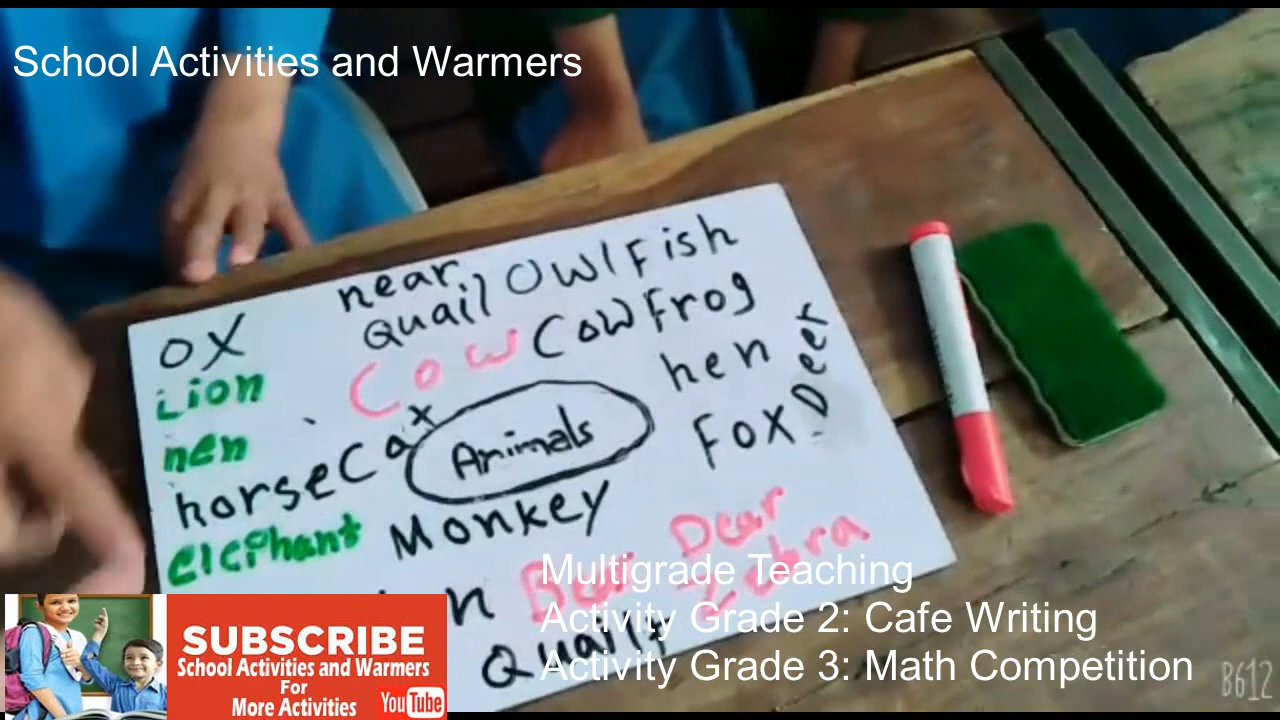 School Activities and Warmers
near
Quail Owl Fish
OX
Cow Cow Frog
Lion
hen
Deer
nen
horse Cat
Animals
Fox
elephant
Monkey
Dear
Zebra
Quail
Multigrade Teaching
Activity Grade 2: Cafe Writing
Activity Grade 3: Math Competition
SUBSCRIBE
School Activities and Warmers
For
More Activities
YouTube
B612